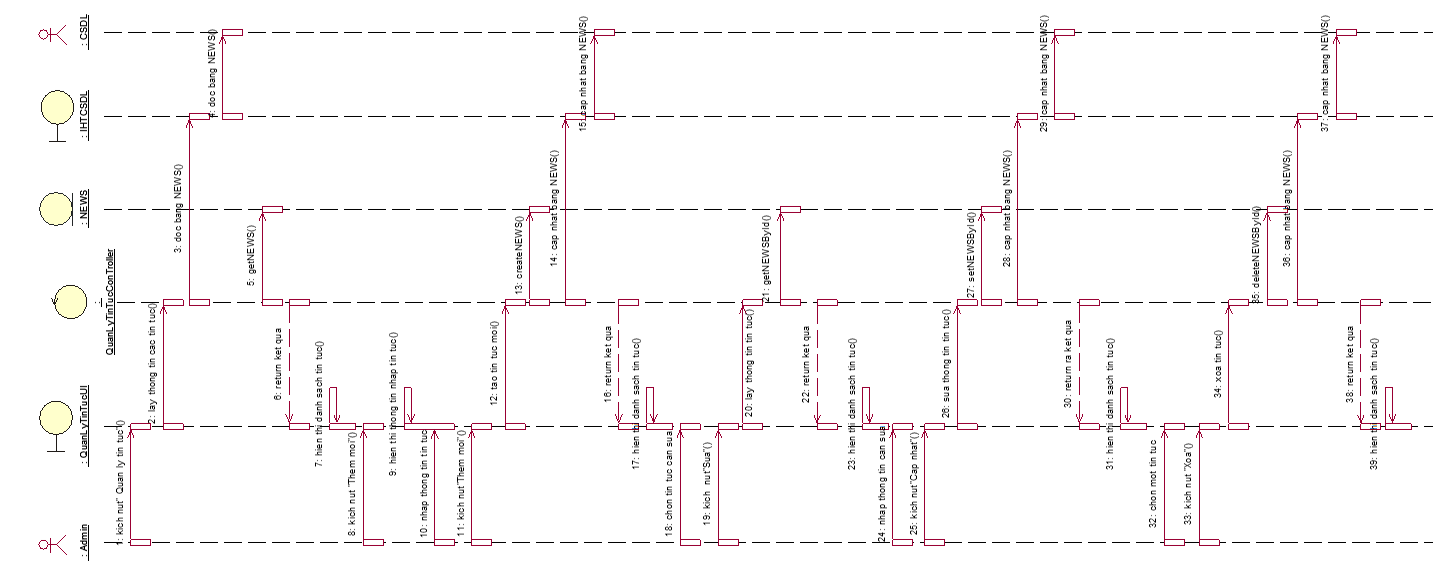 : Admin
: QuanLyTinTucUI
: QuanLyTinTucConTroller
: NEWS
: IHTCSDL
: CSDL
1: kich nut" Quan ly tin tuc"()
2: lay thong tin cac tin tuc()
3: doc bang NEWS()
4: doc bang NEWS()
5: getNEWS()
6: return ket qua
7: hien thi danh sach tin tuc()
8: kich nut"Them moi"()
9: hien thi thong tin nhap tin tuc()
10: nhap thong tin tin tuc
11: kich nut"Them moi"()
12: tao tin tuc moi()
13: createNEWS()
14: cap nhat bang NEWS()
15: cap nhat bang NEWS()
16: return ket qua
17: hien thi danh sach tin tuc()
18: chon tin tuc can sua
19: kich nut"Sua"()
20: lay thong tin tin tuc()
21: getNEWSById()
22: return ket qua
23: hien thi danh sach tin tuc()
24: nhap thong tin can sua
25: kich nut"Cap nhat"()
26: sua thong tin tin tuc()
27: setNEWSById()
28: cap nhat bang NEWS()
29: cap nhat bang NEWS()
30: return ra ket qua
31: hien thi danh sach tin tuc()
32: chon mot tin tuc
33: kich nut "Xoa"()
34: xoa tin tuc()
35: deleteNEWSById()
36: cap nhat bang NEWS()
37: cap nhat bang NEWS()
38: return ket qua
39: hien thi danh sach tin tuc()